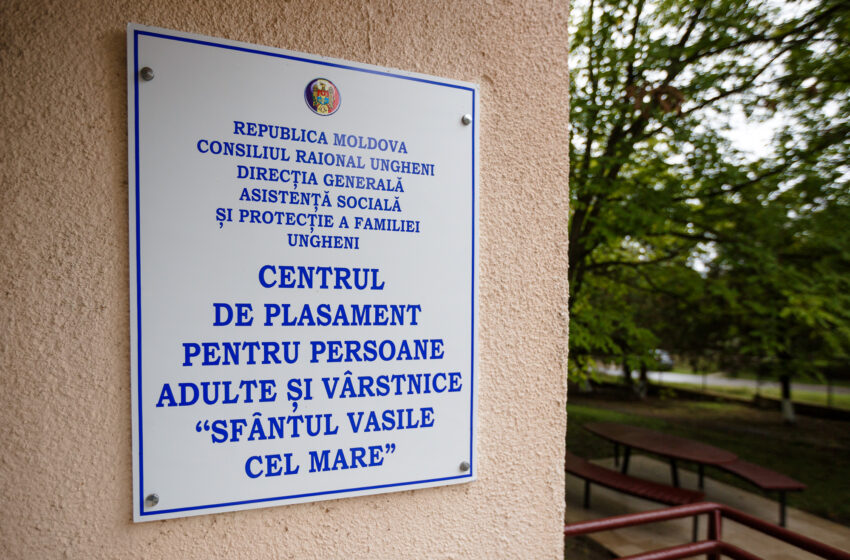 REPUBLICA MOLDOVA
CONSILIUL RAIONAL UNGHENI
DIRECȚIA GENERALĂ
ASISTENȚĂ SOCIALĂ
ȘI PROTECȚIE A FAMILIEI
UNGHENI
CENTRUL
DE PLASAMENT
PENTRU PERSOANE
ADULTE ȘI VÂRSTNICE
“SFÂNTUL VASILE
CEL MARE”